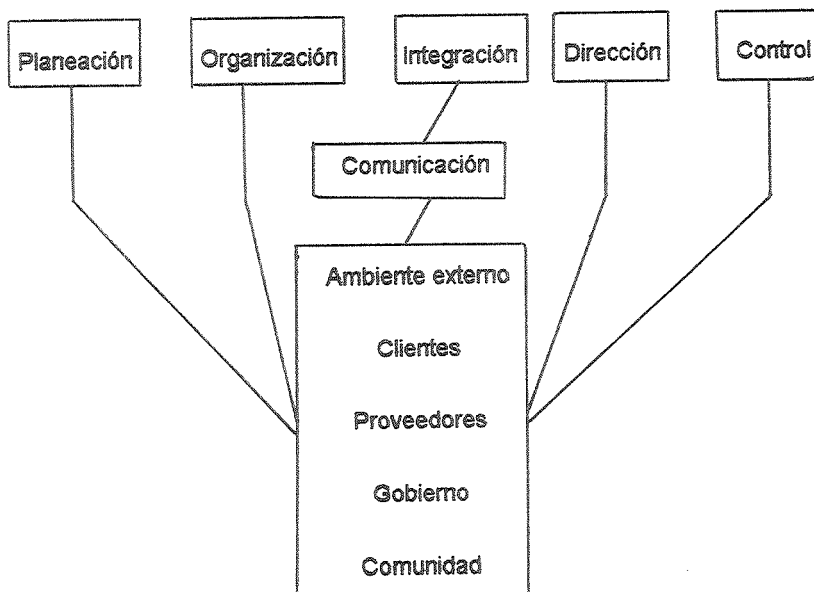 Planeación
Organización
Integración
Dirección
Control
Comunicación
Ambiente externo
Clientes
Proveedores
Gobierno
Comunidad